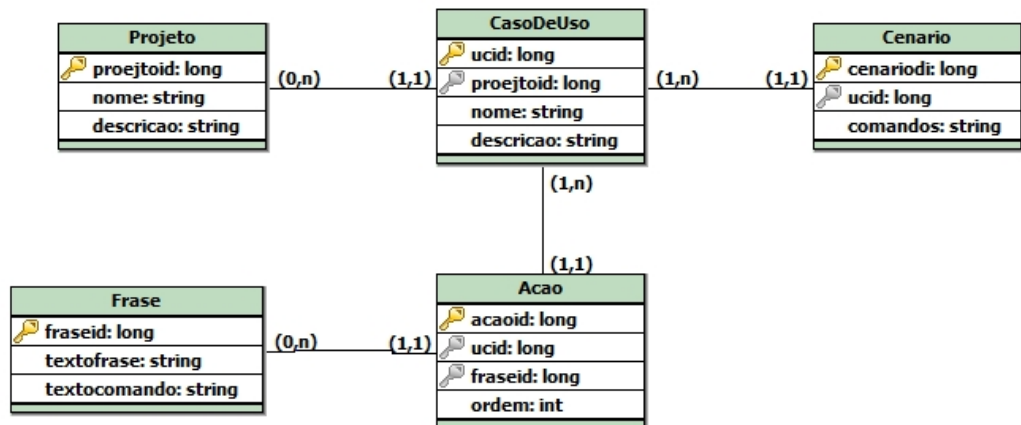 Projeto
proejtoid: long
nome: string
descricao: string
(0,n)
(1,1)
CasoDeUso
ucid: long
proejtoid: long
nome: string
descricao: string
(1,n)
(1,1)
Cenario
cenariodi: long
ucid: long
comandos: string
(1,n)
(1,1)
Frase
fraseid: long
textofrase: string
textocomando: string
(0,n)
(1,1)
Acao
acaoid: long
ucid: long
fraseid: long
ordem: int